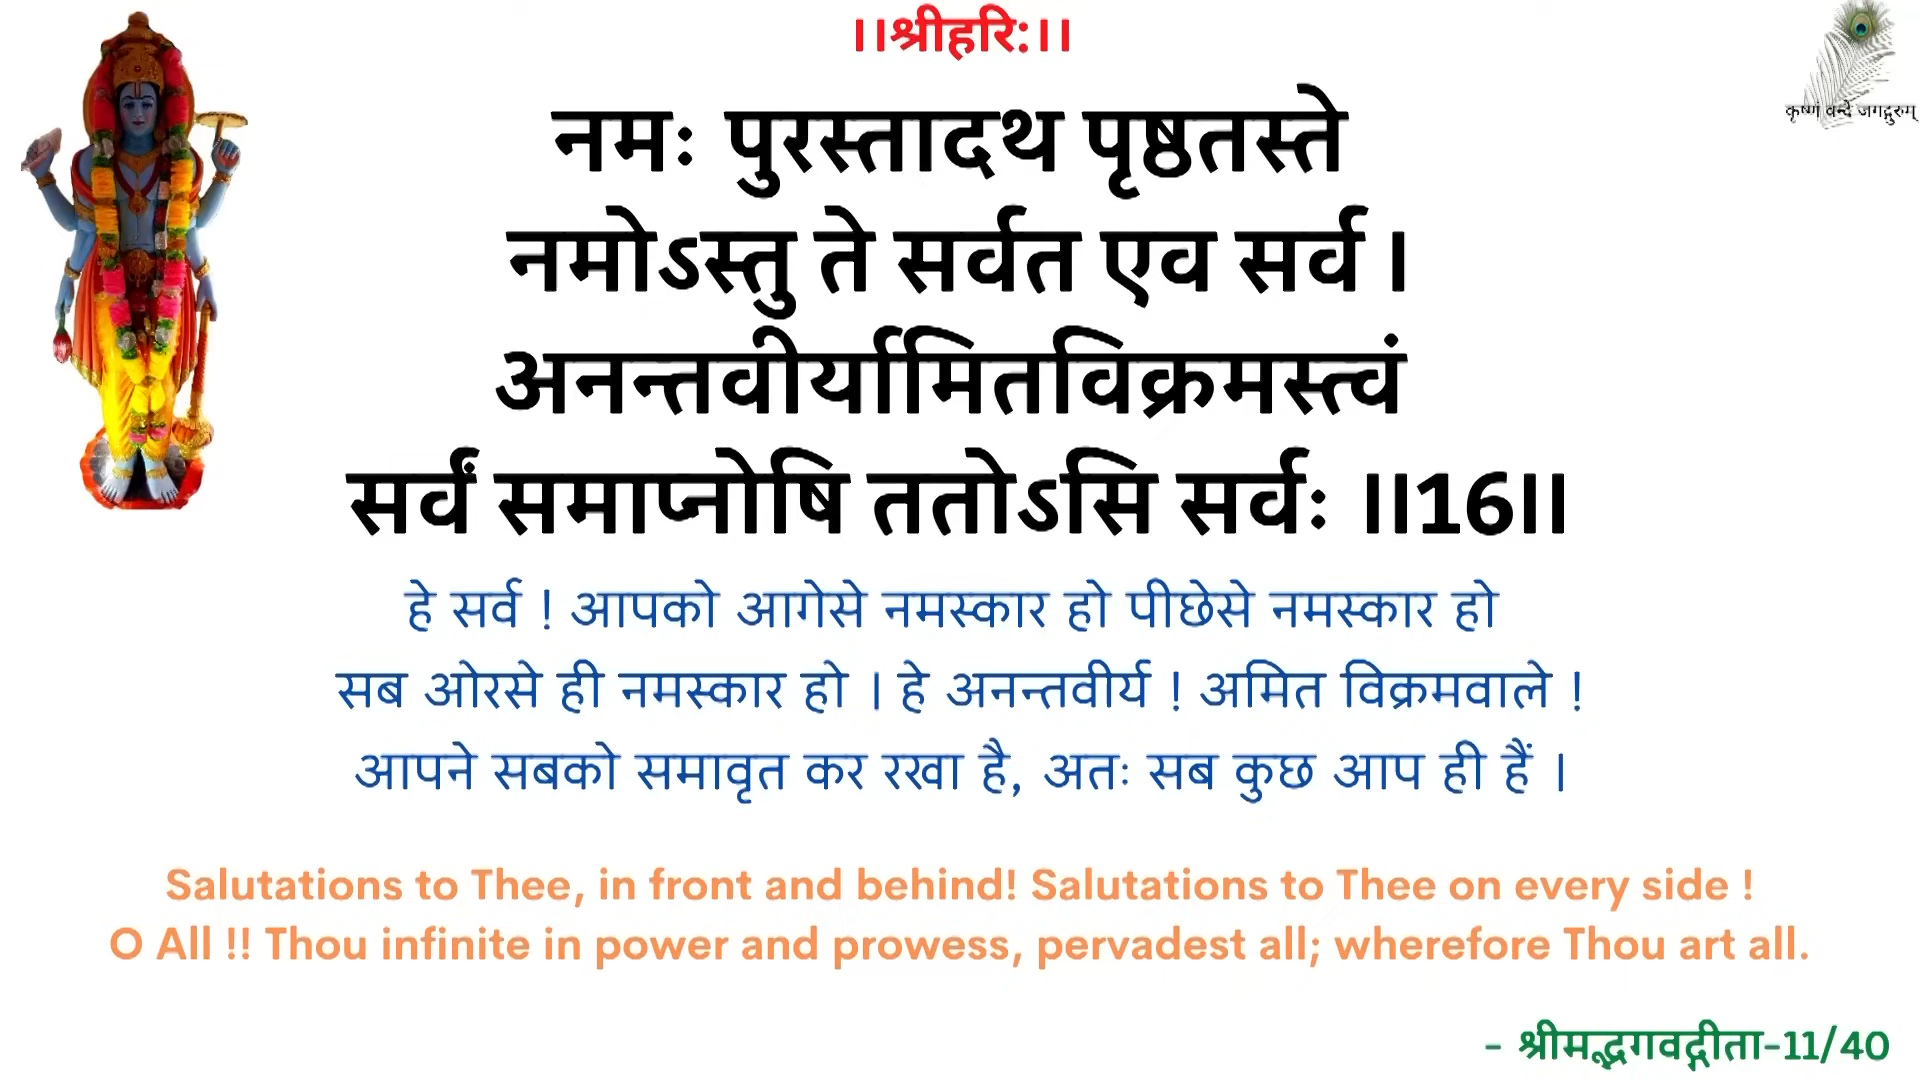 ।।श्रीहरि:।।
कृष्णं वन्दे जगद्गुरुम्
नमः पुरस्तादथ पृष्ठतस्ते
नमोऽस्तु ते सर्वत एव सर्व ।
अनन्तवीर्यामितविक्रमस्त्वं
सर्वं समाप्नोषि ततोऽसि सर्वः ।।16।।
हे सर्व ! आपको आगेसे नमस्कार हो पीछेसे नमस्कार हो
सब ओरसे ही नमस्कार हो । हे अनन्तवीर्य ! अमित विक्रमवाले !
आपने सबको समावृत कर रखा है, अतः सब कुछ आप ही हैं ।
Salutations to Thee, in front and behind! Salutations to Thee on every side !
O All !! Thou infinite in power and prowess, pervadest all; wherefore Thou art all.
- श्रीमद्भगवद्गीता-11/40